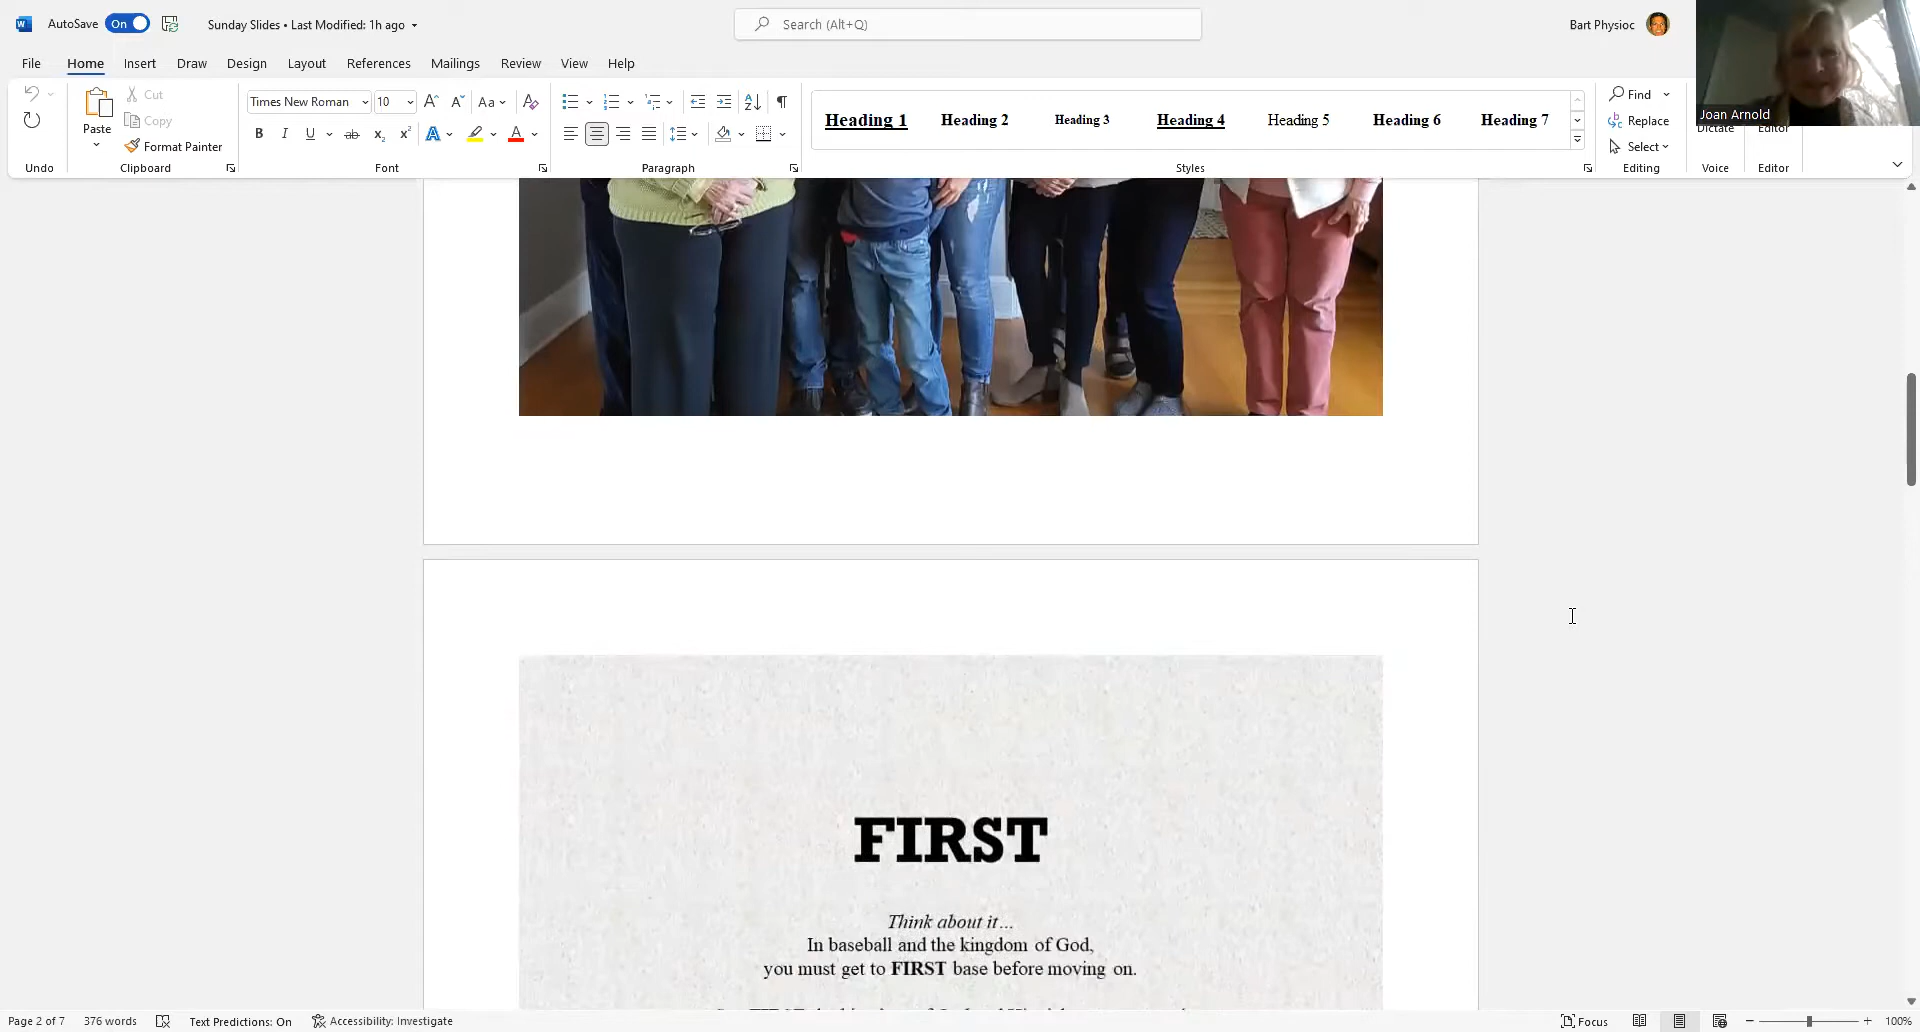 AutoSave On Sunday Slides • Last Modified: 1h ago Search (Alt+Q) Bart Physioc
File Home Insert Draw Design Layout References Mailings Review View Help
Joan Arnold
Cut
Copy
Format Painter
Paste
Times New Roman 10
Heading 1 Heading 2 Heading 3 Heading 4 Heading 5 Heading 6 Heading 7
Find
Replace
Select
Dictate Editor
Undo Clipboard Font Paragraph Styles Editing Voice Editor
FIRST
Think about it…
In baseball and the kingdom of God,
you must get to FIRST base before moving on.
Page 2 of 7 376 words Text Predictions: On Accessibility: Investigate Focus 100%